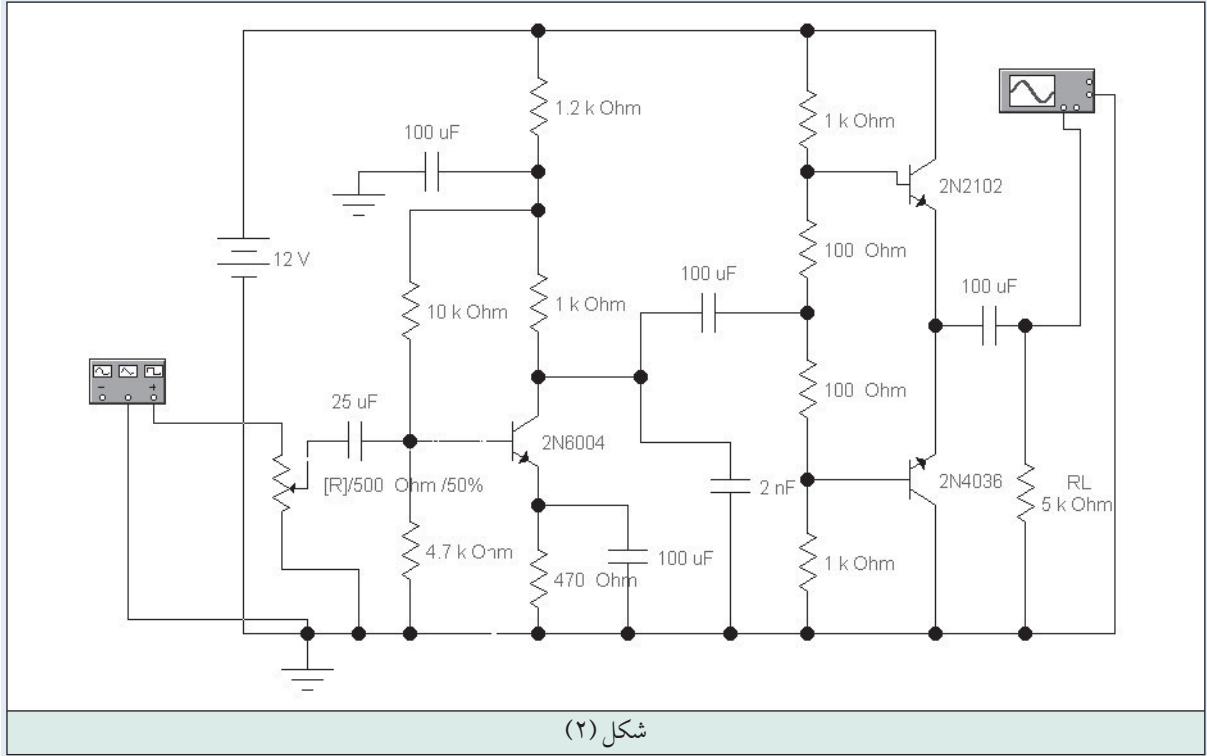 1.2 k Ohm
100 uF
1 k Ohm
2N2102
12 V
100 Ohm
10 k Ohm
1 k Ohm
100 uF
100 uF
100 Ohm
25 uF
2N6004
[R]/500 Ohm /50%
2 nF
2N4036
RL
5 k Ohm
4.7 k Ohm
470 Ohm
100 uF
1 k Ohm
شكل (٢)